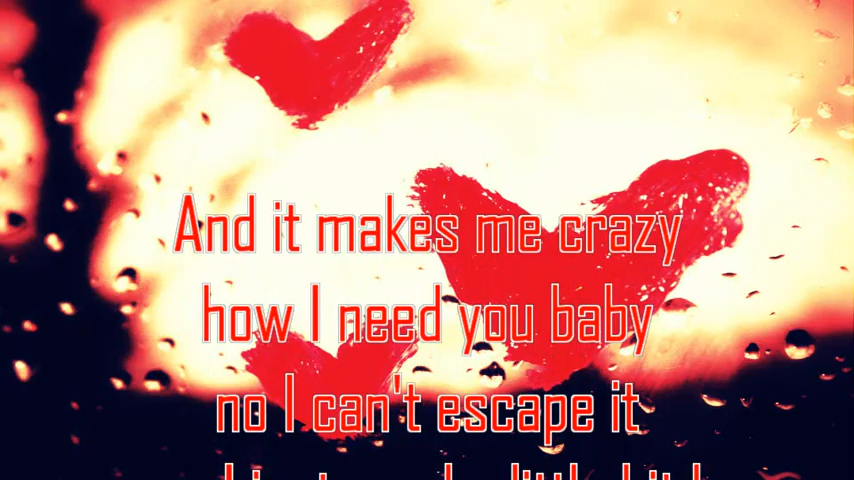 And it makes me crazy
how I need you baby
no I can't escape it